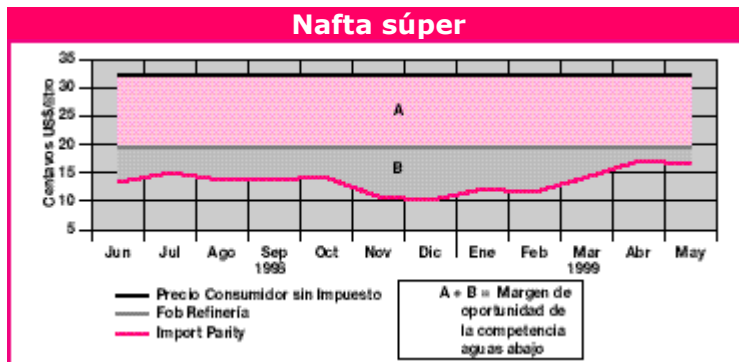 Nafta súper
Centavos US$/litro
35
30
25
20
15
10
5
A
B
Jun Jul Ago Sep Oct Nov Dic Ene Feb Mar Abr May
1998 1999
Precio Consumidor sin Impuesto
Fob Refinería
Import Parity
A + B = Margen de
oportunidad de
la competencia
aguas abajo